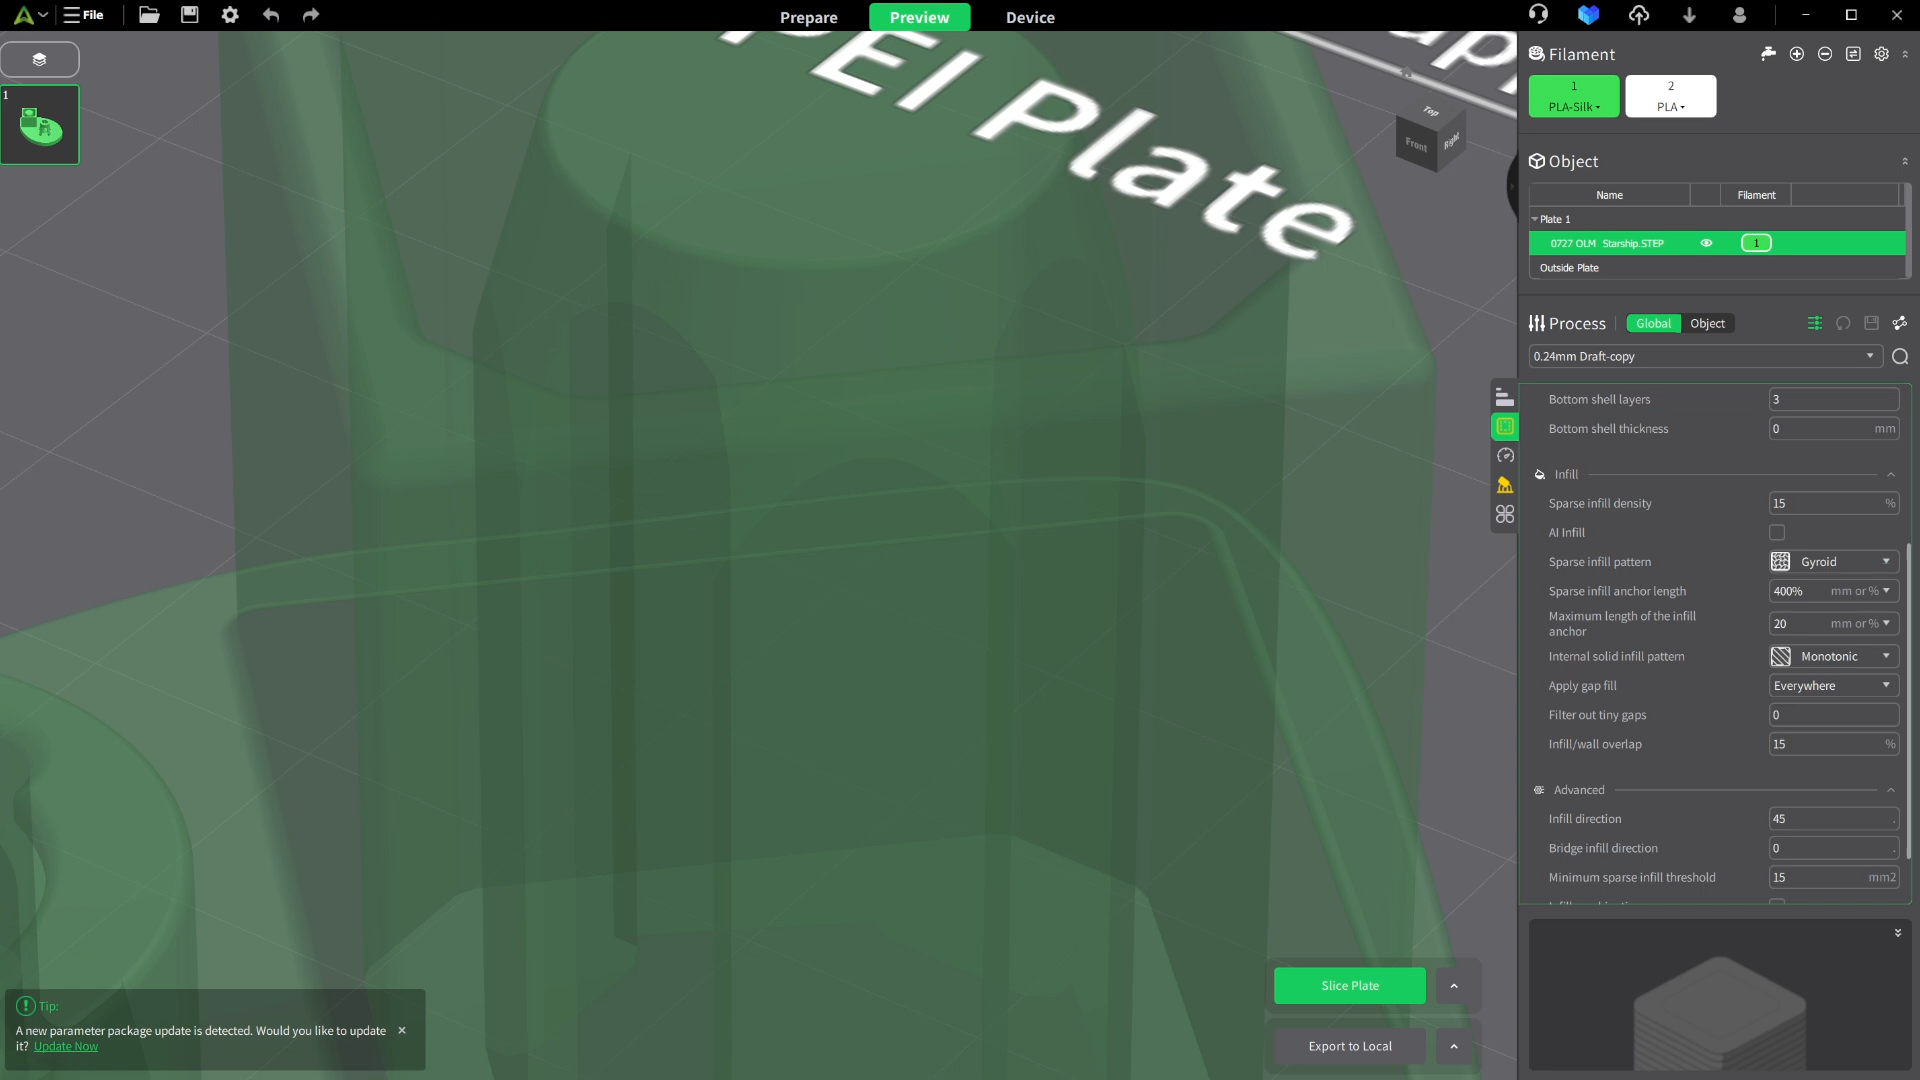 File
Prepare
Preview
Device
1
EI Plate
Top
Front
Right
Filament
1
PLA-Silk
2
PLA
Object
Name
Filament
Plate 1
0727 OLM Starship.STEP
1
Outside Plate
Process
Global
Object
0.24mm Draft-copy
Bottom shell layers
3
Bottom shell thickness
0 mm
Infill
Sparse infill density
15 %
AI Infill
Sparse infill pattern
Gyroid
Sparse infill anchor length
400% mm or %
Maximum length of the infill
anchor
20 mm or %
Internal solid infill pattern
Monotonic
Apply gap fill
Everywhere
Filter out tiny gaps
0
Infill/wall overlap
15 %
Advanced
Infill direction
45
Bridge infill direction
0
Minimum sparse infill threshold
15 mm2
Slice Plate
Export to Local
Tip:
A new parameter package update is detected. Would you like to update
it? Update Now